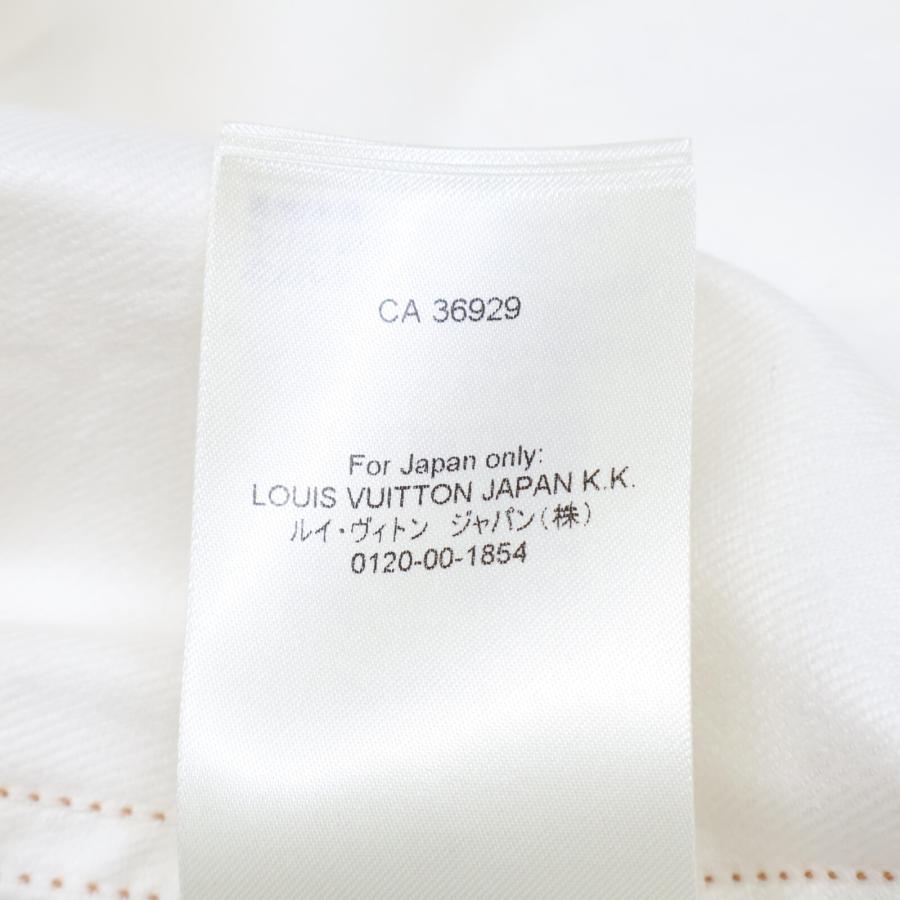 CA 36929
For Japan only:
LOUIS VUITTON JAPAN K.K.
ルイ・ヴィトン　ジャパン（株）
0120-00-1854